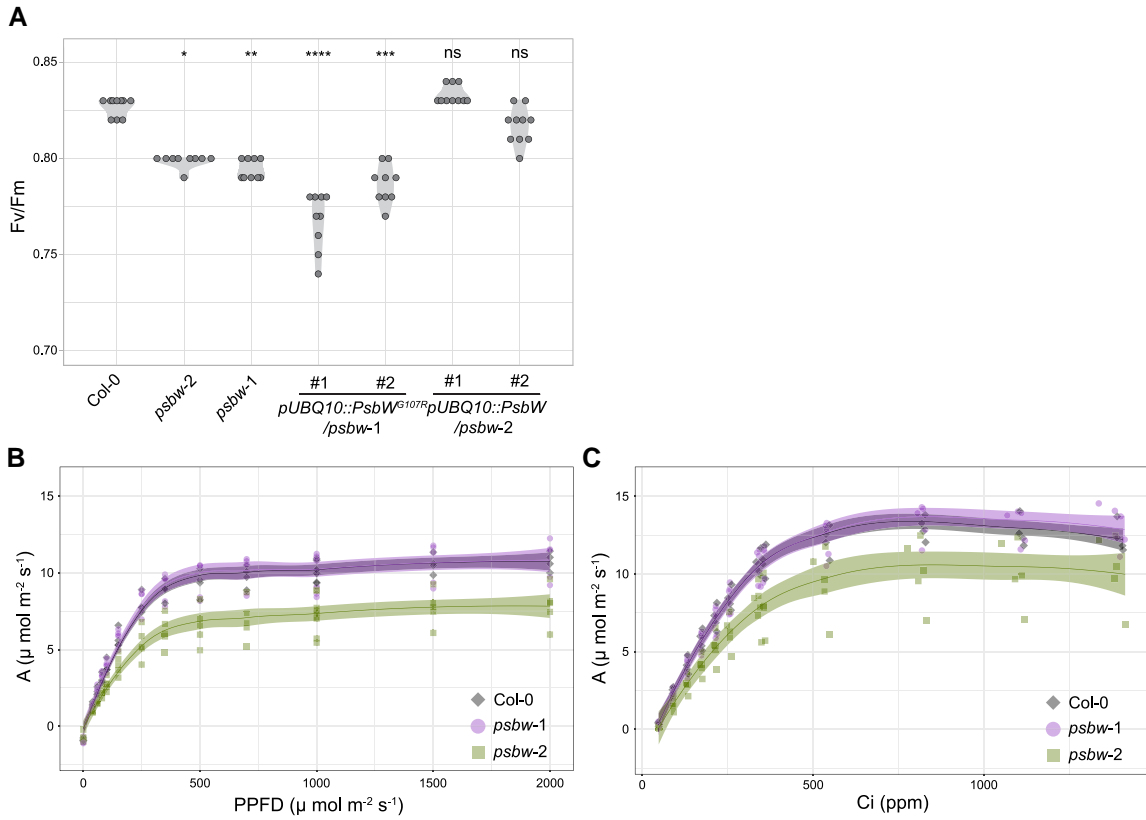 A
* ** **** *** ns ns
0.85
0.80
0.75
0.70
Fv/Fm
Col-0
psbw-2
psbw-1
#1 #2 #1 #2
pUBQ10::PsbW^G107R pUBQ10::PsbW
/psbw-1 /psbw-2
B
15
10
5
0
A (µ mol m-2 s-1)
0 500 1000 1500 2000
PPFD (µ mol m-2 s-1)
Col-0
psbw-1
psbw-2
C
15
10
5
0
A (µ mol m-2 s-1)
0 500 1000
Ci (ppm)
Col-0
psbw-1
psbw-2